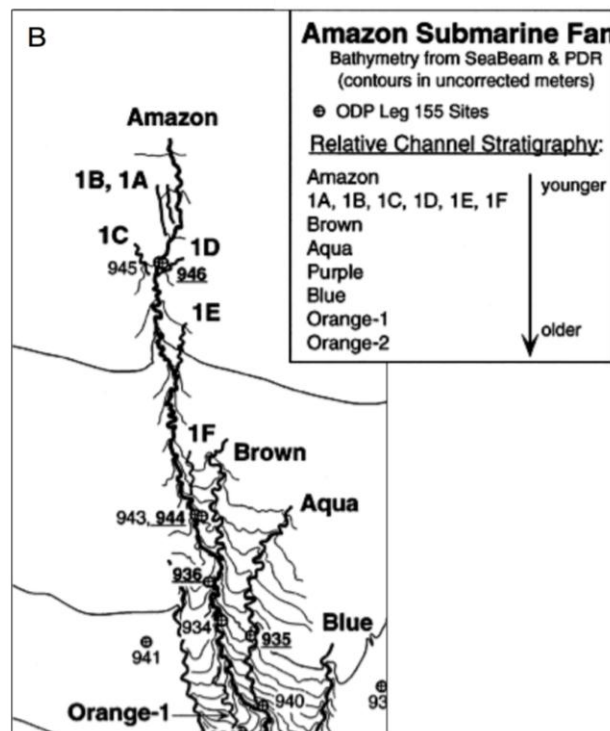 B
Amazon Submarine Fan
Bathymetry from SeaBeam & PDR
(contours in uncorrected meters)
ODP Leg 155 Sites
Relative Channel Stratigraphy:
Amazon
1A, 1B, 1C, 1D, 1E, 1F
Brown
Aqua
Purple
Blue
Orange-1
Orange-2
younger
older
Amazon
1B, 1A
1C
1D
945
946
1E
1F
Brown
Aqua
943, 944
936
934
935
Blue
941
940
93
Orange-1